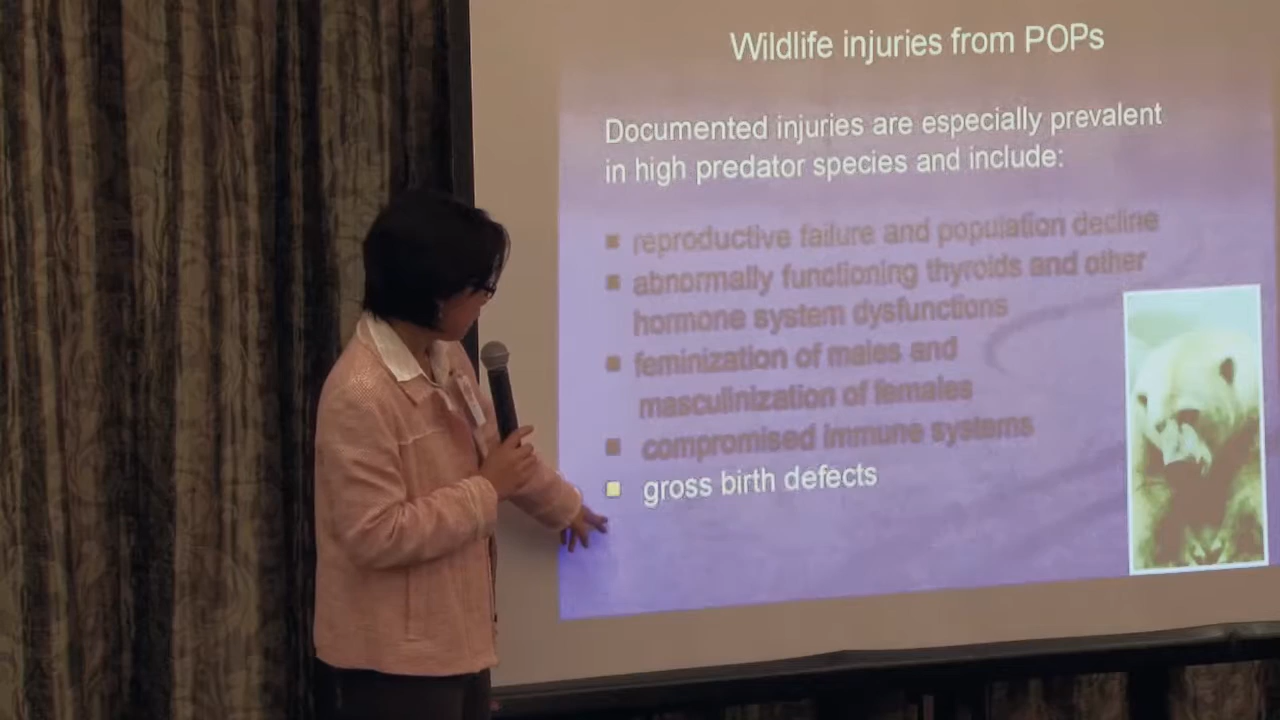 Wildlife injuries from POPs
Documented injuries are especially prevalent
in high predator species and include:
reproductive failure and population decline
abnormally functioning thyroids and other
hormone system dysfunctions
feminization of males and
masculinization of females
compromised immune systems
gross birth defects